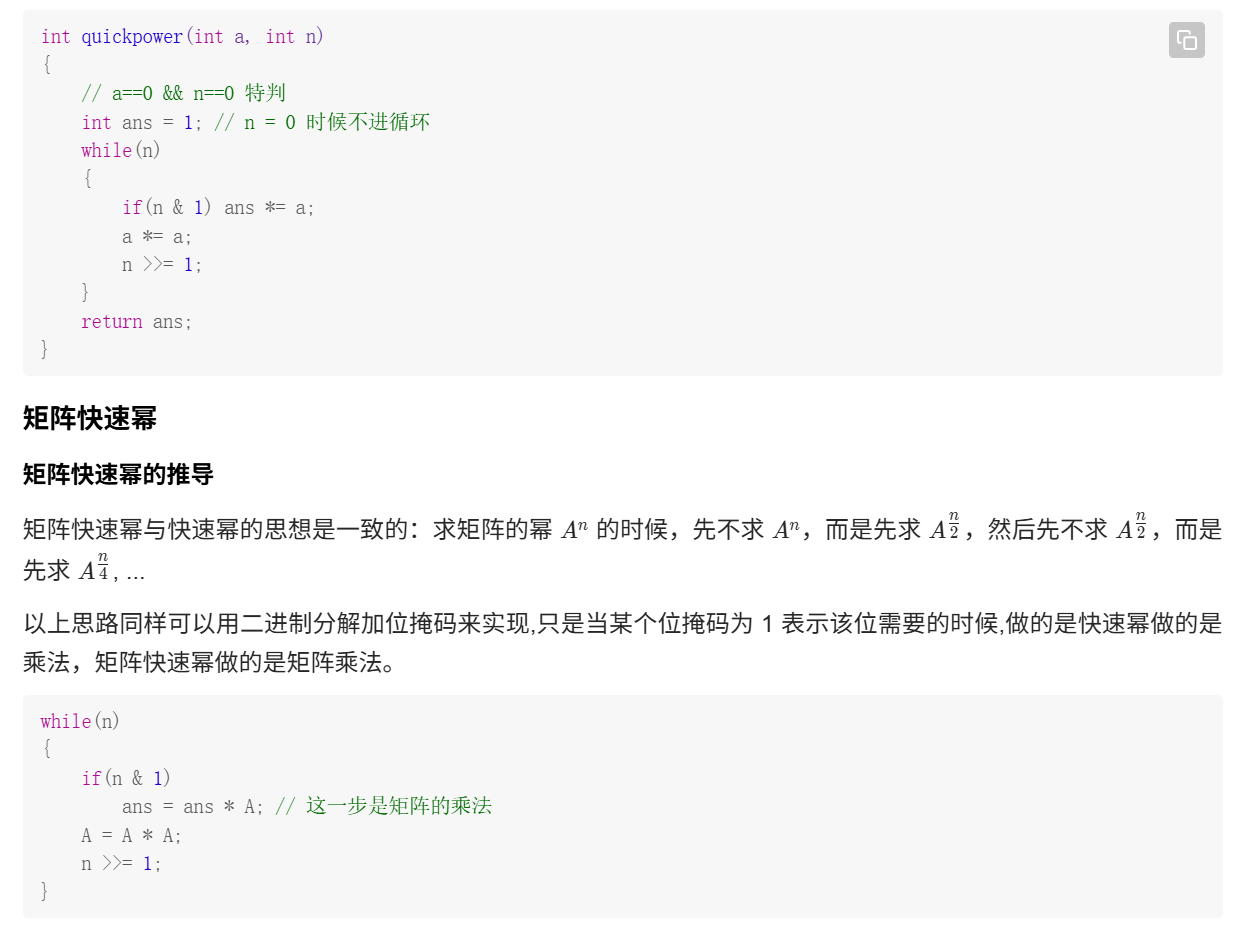 int quickpower(int a, int n)
{
    // a==0 && n==0 特判
    int ans = 1; // n = 0 时候不进循环
    while(n)
    {
        if(n & 1) ans *= a;
        a *= a;
        n >>= 1;
    }
    return ans;
}
矩阵快速幂
矩阵快速幂的推导
矩阵快速幂与快速幂的思想是一致的：求矩阵的幂 $A^n$ 的时候，先不求 $A^n$，而是先求 $A^{\frac{n}{2}}$，然后先不求 $A^{\frac{n}{2}}$，而是
先求 $A^{\frac{n}{4}}$, ...
以上思路同样可以用二进制分解加位掩码来实现,只是当某个位掩码为 1 表示该位需要的时候,做的是快速幂做的是
乘法，矩阵快速幂做的是矩阵乘法。
while(n)
{
    if(n & 1)
        ans = ans * A; // 这一步是矩阵的乘法
    A = A * A;
    n >>= 1;
}